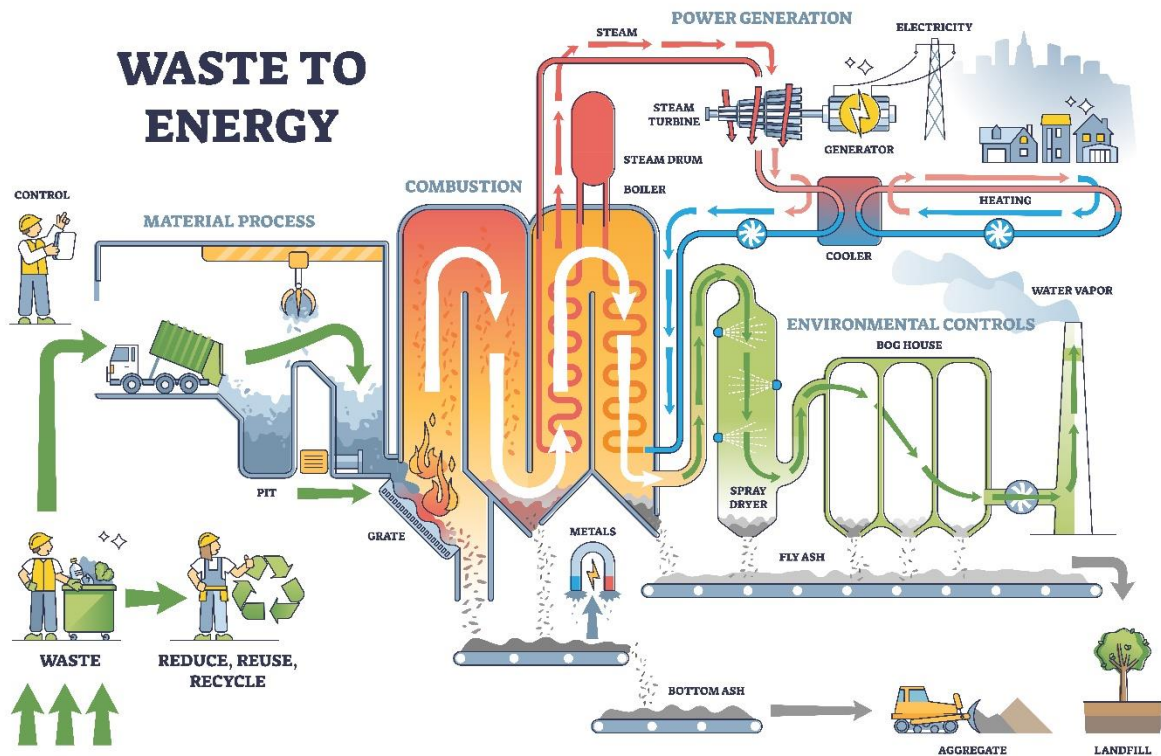 WASTE TO
ENERGY
POWER GENERATION
STEAM
ELECTRICITY
STEAM
TURBINE
GENERATOR
STEAM DRUM
BOILER
COMBUSTION
CONTROL
MATERIAL PROCESS
HEATING
COOLER
WATER VAPOR
ENVIRONMENTAL CONTROLS
BOG HOUSE
PIT
GRATE
SPRAY
DRYER
METALS
FLY ASH
WASTE
REDUCE, REUSE,
RECYCLE
BOTTOM ASH
AGGREGATE
LANDFILL